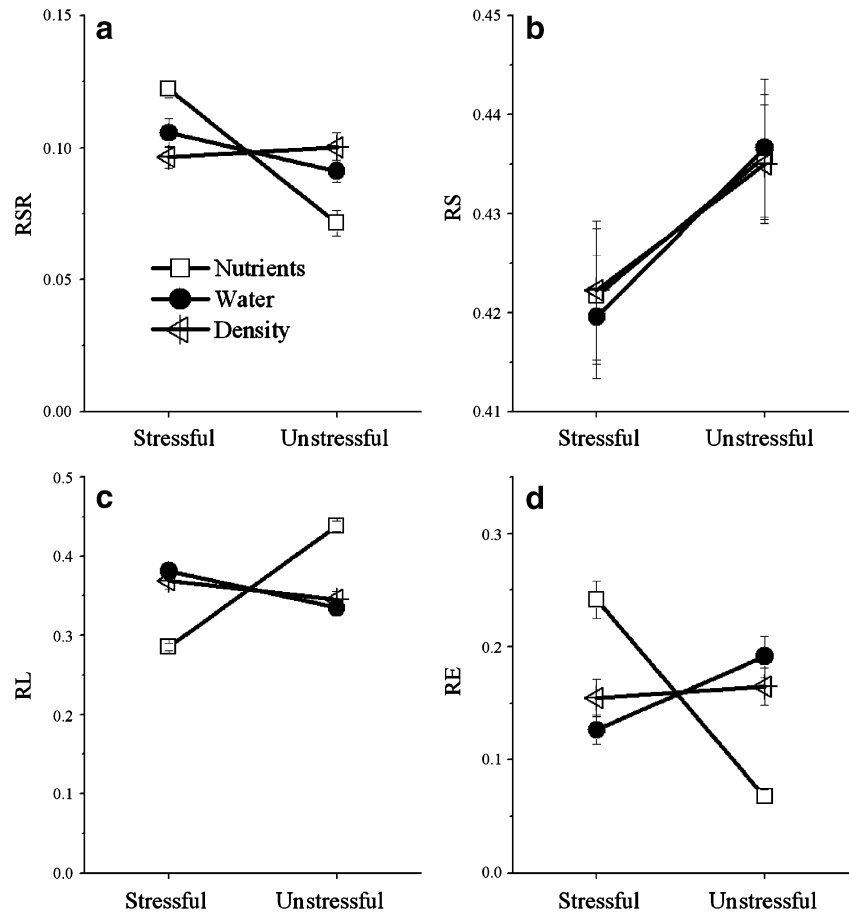 a
0.15
0.10
0.05
0.00
RSR
Nutrients
Water
Density
Stressful Unstressful
b
0.45
0.44
0.43
0.42
0.41
RS
Stressful Unstressful
c
0.5
0.4
0.3
0.2
0.1
0.0
RL
Stressful Unstressful
d
0.3
0.2
0.1
0.0
RE
Stressful Unstressful